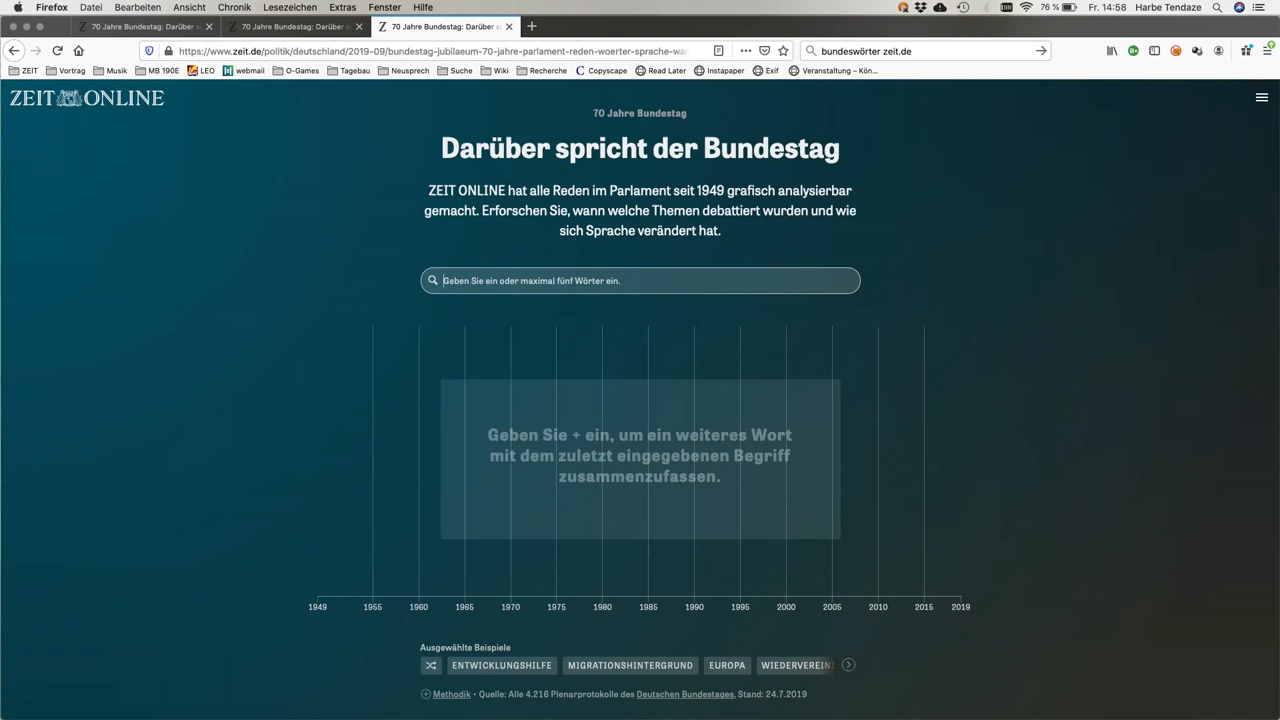 Firefox Datei Bearbeiten Ansicht Chronik Lesezeichen Extras Fenster Hilfe 76 % Fr. 14:58 Harbe Tendaze
70 Jahre Bundestag: Darüber s 70 Jahre Bundestag: Darüber s 70 Jahre Bundestag: Darüber s
https://www.zeit.de/politik/deutschland/2019-09/bundestag-jubilaeum-70-jahre-parlament-reden-woerter-sprache-wa bundeswörter zeit.de
ZEIT Vortrag Musik MB 190E LEO webmail O-Games Tagebau Neusprech Suche Wiki Recherche Copyscape Read Later Instapaper Exif Veranstaltung – Kön...
ZEIT ONLINE
70 Jahre Bundestag
Darüber spricht der Bundestag
ZEIT ONLINE hat alle Reden im Parlament seit 1949 grafisch analysierbar
gemacht. Erforschen Sie, wann welche Themen debattiert wurden und wie
sich Sprache verändert hat.
Geben Sie ein oder maximal fünf Wörter ein.
Geben Sie + ein, um ein weiteres Wort
mit dem zuletzt eingegebenen Begriff
zusammenzufassen.
1949 1955 1960 1965 1970 1975 1980 1985 1990 1995 2000 2005 2010 2015 2019
Ausgewählte Beispiele
ENTWICKLUNGSHILFE MIGRATIONSHINTERGRUND EUROPA WIEDERVEREIN
Methodik • Quelle: Alle 4.216 Plenarprotokolle des Deutschen Bundestages, Stand: 24.7.2019